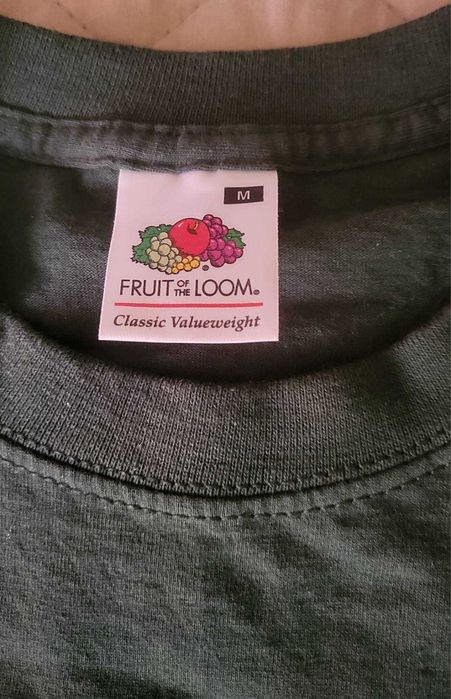 M
FRUIT OF THE LOOM®
Classic Valueweight